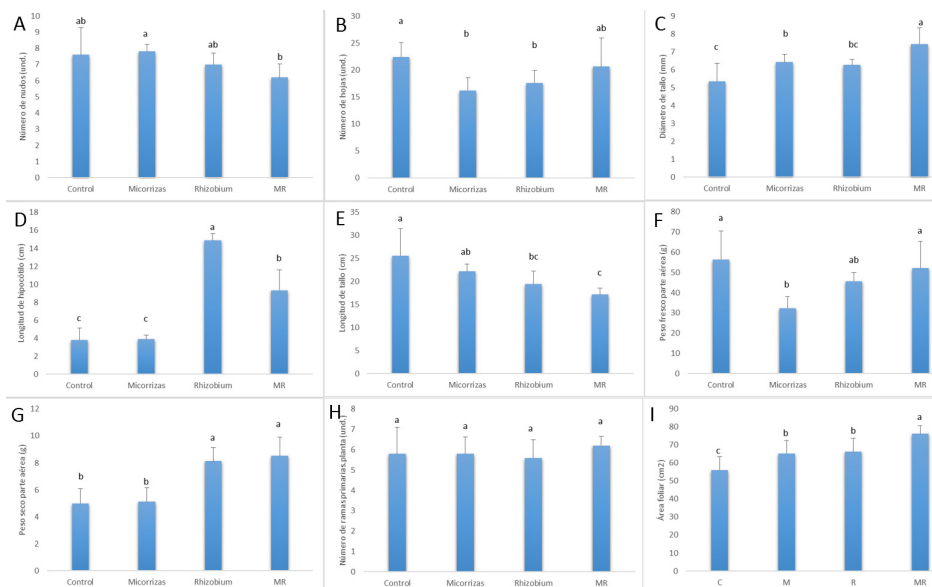 A
Número de nudos (und.)
10
9
8
7
6
5
4
3
2
1
0
ab
a
ab
b
Control
Micorrizas
Rhizobium
MR
B
Número de hojas (und.)
30
25
20
15
10
5
0
a
b
b
ab
Control
Micorrizas
Rhizobium
MR
C
Diámetro de tallo (mm)
9
8
7
6
5
4
3
2
1
0
c
b
bc
a
Control
Micorrizas
Rhizobium
MR
D
Longitud de hipocótilo (cm)
18
16
14
12
10
8
6
4
2
0
c
c
a
b
Control
Micorrizas
Rhizobium
MR
E
Longitud de tallo (cm)
35
30
25
20
15
10
5
0
a
ab
bc
c
Control
Micorrizas
Rhizobium
MR
F
Peso fresco parte aérea (g)
80
70
60
50
40
30
20
10
0
a
b
ab
a
Control
Micorrizas
Rhizobium
MR
G
Peso seco parte aérea (g)
12
10
8
6
4
2
0
b
b
a
a
Control
Micorrizas
Rhizobium
MR
H
Número de ramas primarias.planta (und.)
8
7
6
5
4
3
2
1
0
a
a
a
a
Control
Micorrizas
Rhizobium
MR
I
Área foliar (cm2)
90
80
70
60
50
40
30
20
10
0
c
b
b
a
C
M
R
MR